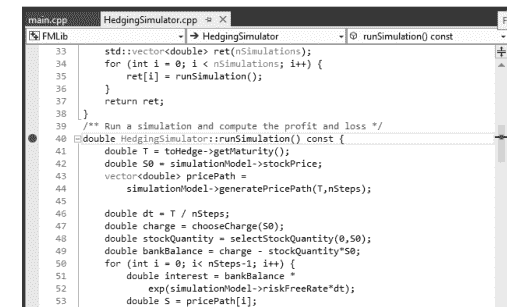 main.cpp HedgingSimulator.cpp
FMLib HedgingSimulator runSimulation() const
33 std::vector<double> ret(nSimulations);
34 for (int i = 0; i < nSimulations; i++) {
35 ret[i] = runSimulation();
36 }
37 return ret;
38 }
39 /** Run a simulation and compute the profit and loss */
40 double HedgingSimulator::runSimulation() const {
41 double T = toHedge->getMaturity();
42 double S0 = simulationModel->stockPrice;
43 vector<double> pricePath =
44 simulationModel->generatePricePath(T,nSteps);
45
46 double dt = T / nSteps;
47 double charge = chooseCharge(S0);
48 double stockQuantity = selectStockQuantity(0,S0);
49 double bankBalance = charge - stockQuantity*S0;
50 for (int i = 0; i< nSteps-1; i++) {
51 double interest = bankBalance *
52 exp(simulationModel->riskFreeRate*dt);
53 double S = pricePath[i];